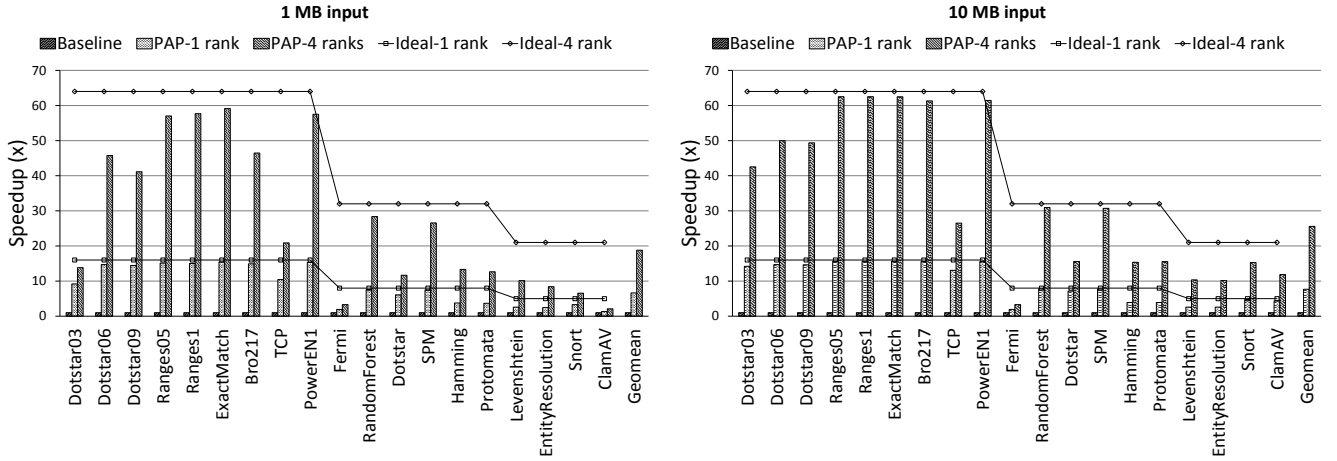 1 MB input
Baseline PAP-1 rank PAP-4 ranks Ideal-1 rank Ideal-4 rank
70
60
50
40
30
20
10
0
Speedup (x)
Dotstar03
Dotstar06
Dotstar09
Ranges05
Ranges1
ExactMatch
Bro217
TCP
PowerEN1
Fermi
RandomForest
Dotstar
SPM
Hamming
Protomata
Levenshtein
EntityResolution
Snort
ClamAV
Geomean
10 MB input
Baseline PAP-1 rank PAP-4 ranks Ideal-1 rank Ideal-4 rank
70
60
50
40
30
20
10
0
Speedup (x)
Dotstar03
Dotstar06
Dotstar09
Ranges05
Ranges1
ExactMatch
Bro217
TCP
PowerEN1
Fermi
RandomForest
Dotstar
SPM
Hamming
Protomata
Levenshtein
EntityResolution
Snort
ClamAV
Geomean